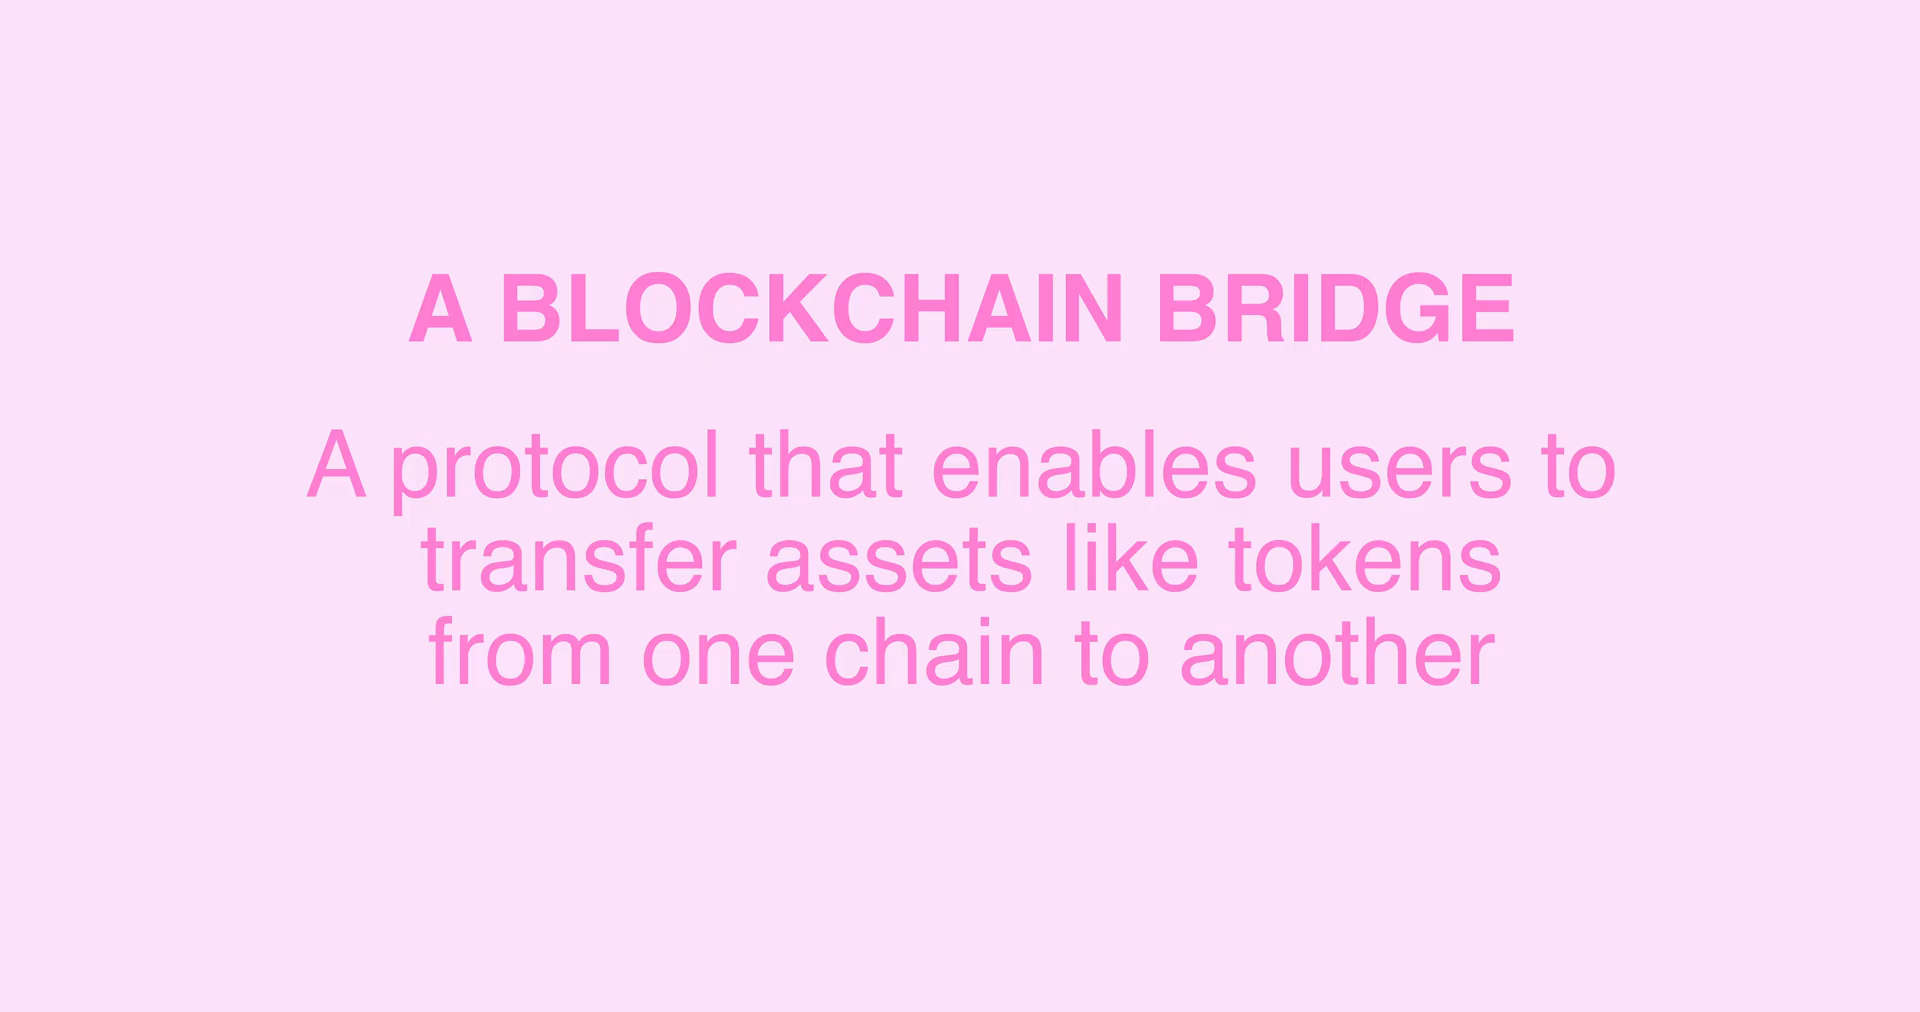 A BLOCKCHAIN BRIDGE
A protocol that enables users to
transfer assets like tokens
from one chain to another